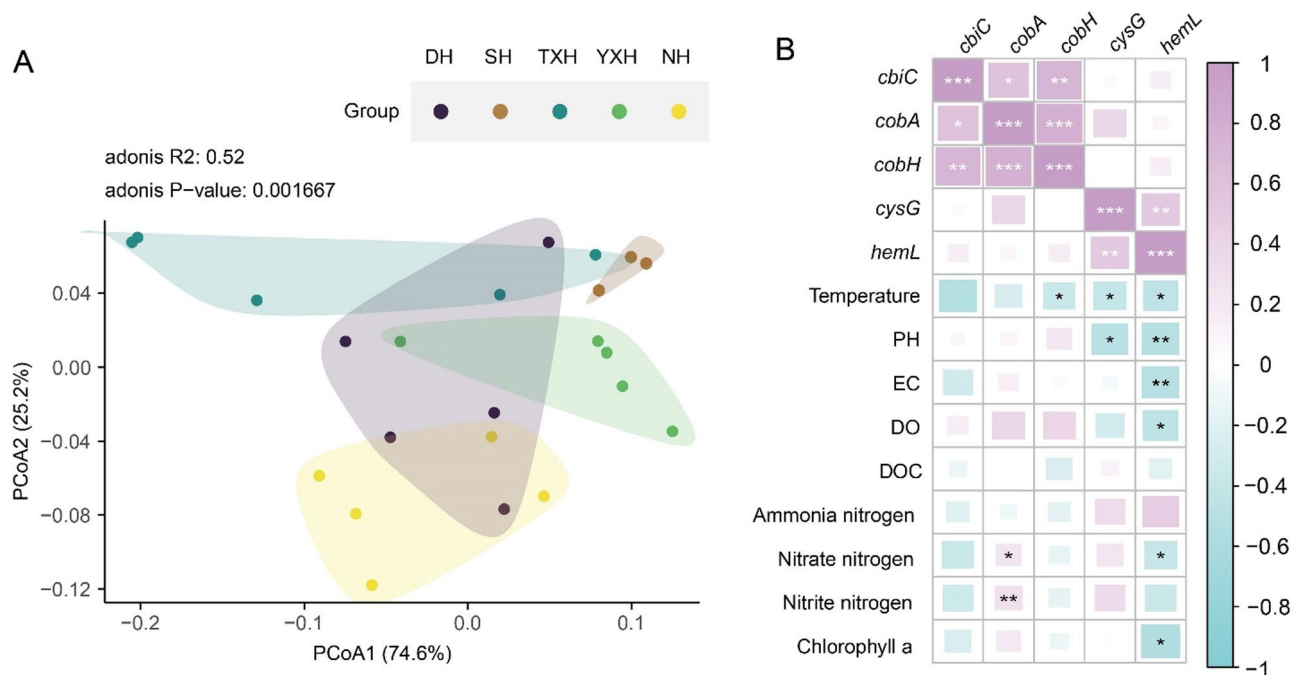 A
DH SH TXH YXH NH
Group
adonis R2: 0.52
adonis P−value: 0.001667
PCoA2 (25.2%)
0.04
0.00
−0.04
−0.08
−0.12
−0.2 −0.1 0.0 0.1
PCoA1 (74.6%)
B
cbiC cobA cobH cysG hemL
cbiC *** * **
cobA * *** ***
cobH ** *** ***
cysG *** **
hemL ** ***
Temperature * * *
PH * **
EC **
DO *
DOC
Ammonia nitrogen
Nitrate nitrogen * *
Nitrite nitrogen **
Chlorophyll a *
1
0.8
0.6
0.4
0.2
0
−0.2
−0.4
−0.6
−0.8
−1